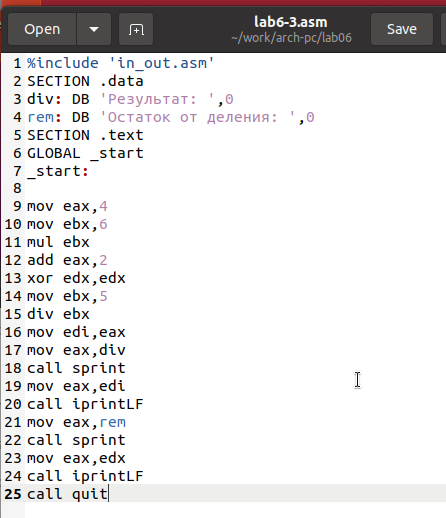 Open
lab6-3.asm
~/work/arch-pc/lab06
Save
1 %include 'in_out.asm'
2 SECTION .data
3 div: DB 'Результат: ',0
4 rem: DB 'Остаток от деления: ',0
5 SECTION .text
6 GLOBAL _start
7 _start:
8
9 mov eax,4
10 mov ebx,6
11 mul ebx
12 add eax,2
13 xor edx,edx
14 mov ebx,5
15 div ebx
16 mov edi,eax
17 mov eax,div
18 call sprint
19 mov eax,edi
20 call iprintLF
21 mov eax,rem
22 call sprint
23 mov eax,edx
24 call iprintLF
25 call quit